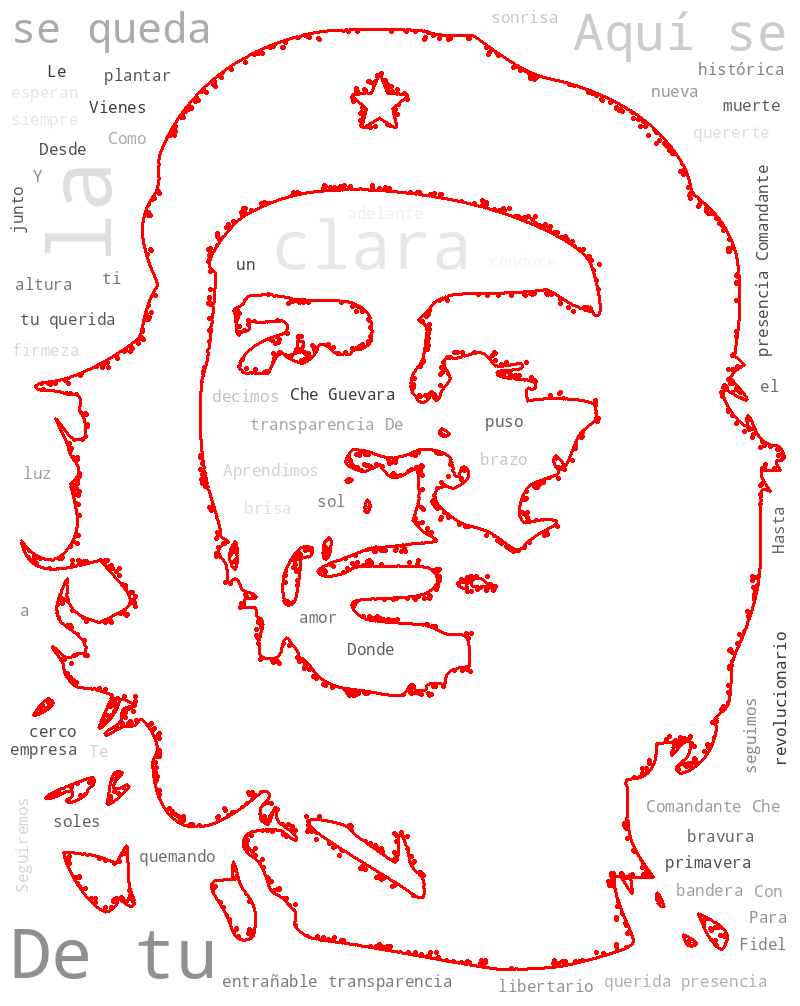 sonrisa
se queda
Aquí se
Le
plantar
histórica
esperan
nueva
Vienes
muerte
siempre
Como
querer­te
Desde
Y
la
junto
presencia Comandante
adelante
clara
un
conduce
altura
ti
tu querida
firmeza
el
decimos
Che Guevara
transparencia De
puso
luz
Aprendimos
brazo
brisa
sol
Hasta
a
amor
Donde
revolucionario
seguimos
cerco
empresa
Te
Seguiremos
soles
Comandante Che
bravura
quemando
primavera
bandera
Con
Para
De tu
Fidel
entrañable transparencia
libertario
querida presencia